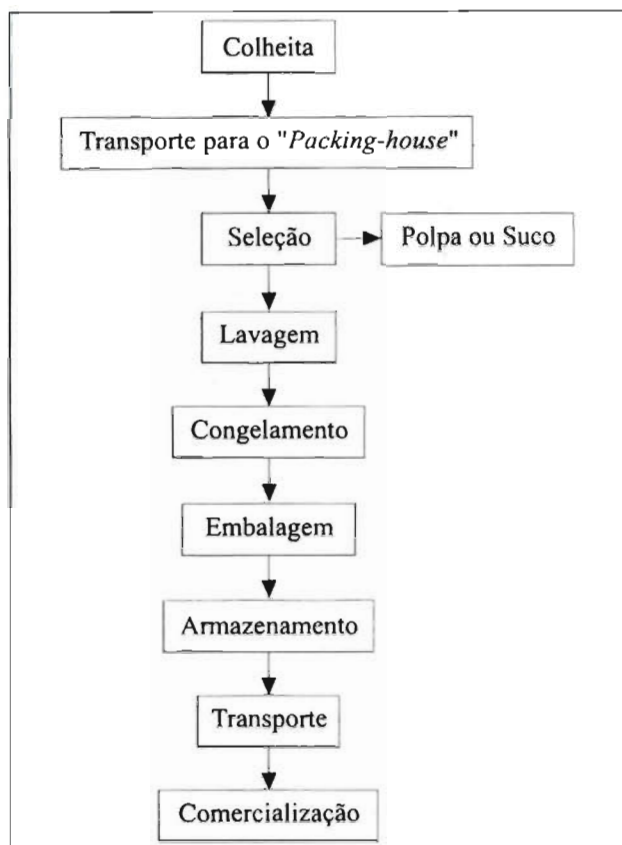 Colheita
Transporte para o "Packing-house"
Seleção
Polpa ou Suco
Lavagem
Congelamento
Embalagem
Armazenamento
Transporte
Comercialização